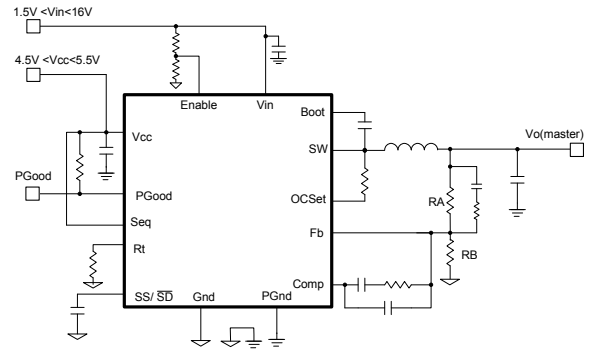 1.5V <Vin<16V
4.5V <Vcc<5.5V
Enable
Vin
Boot
Vcc
SW
Vo(master)
PGood
PGood
OCSet
RA
Seq
Fb
Rt
RB
Comp
SS/ SD
Gnd
PGnd